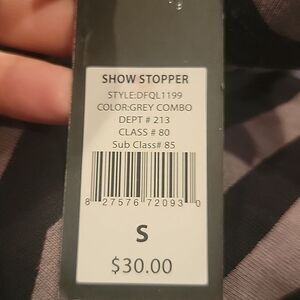 SHOW STOPPER
STYLE:DFQL1199
COLOR:GREY COMBO
DEPT # 213
CLASS # 80
Sub Class# 85
8 27576 72093 0
S
$30.00